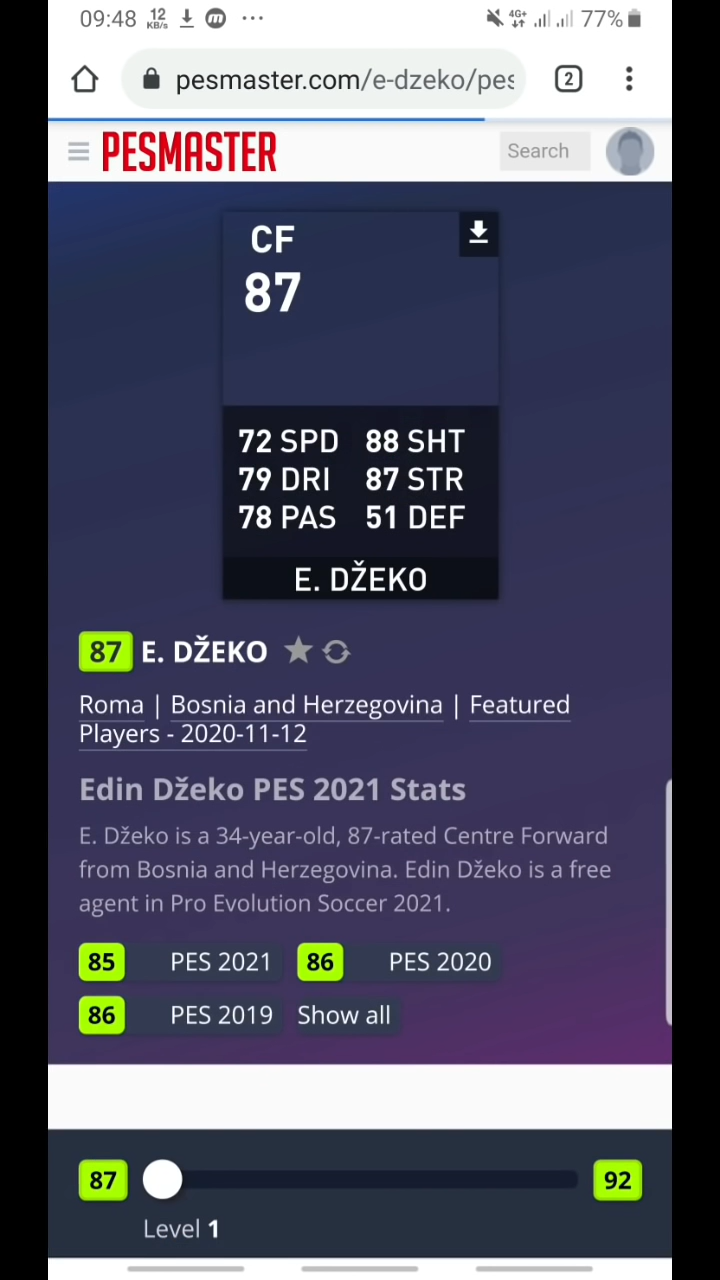 09:48 12 KB/s m ... 4G+ 77%
pesmaster.com/e-dzeko/pes 2
PESMASTER Search
CF
87
72 SPD 88 SHT
79 DRI 87 STR
78 PAS 51 DEF
E. DŽEKO
87 E. DŽEKO
Roma | Bosnia and Herzegovina | Featured
Players - 2020-11-12
Edin Džeko PES 2021 Stats
E. Džeko is a 34-year-old, 87-rated Centre Forward
from Bosnia and Herzegovina. Edin Džeko is a free
agent in Pro Evolution Soccer 2021.
85 PES 2021 86 PES 2020
86 PES 2019 Show all
87 92
Level 1